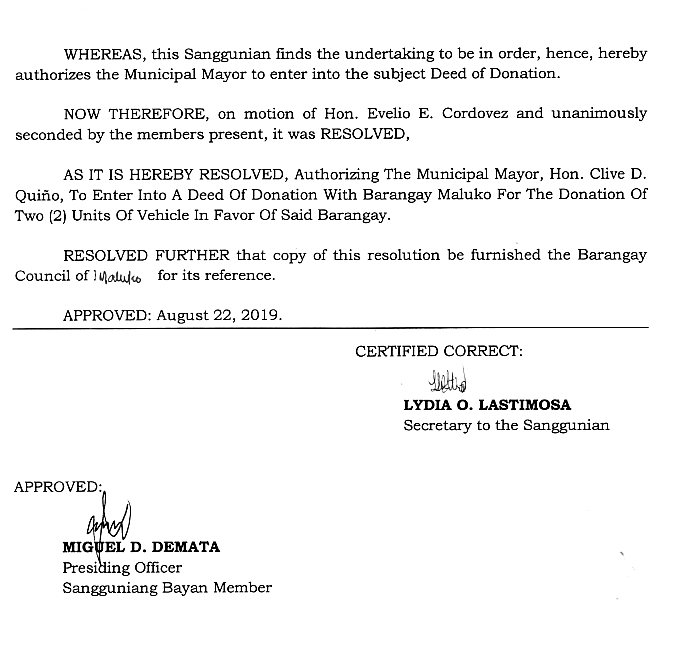 WHEREAS, this Sanggunian finds the undertaking to be in order, hence, hereby
authorizes the Municipal Mayor to enter into the subject Deed of Donation.
NOW THEREFORE, on motion of Hon. Evelio E. Cordovez and unanimously
seconded by the members present, it was RESOLVED,
AS IT IS HEREBY RESOLVED, Authorizing The Municipal Mayor, Hon. Clive D.
Quiño, To Enter Into A Deed Of Donation With Barangay Maluko For The Donation Of
Two (2) Units Of Vehicle In Favor Of Said Barangay.
RESOLVED FURTHER that copy of this resolution be furnished the Barangay
Council of Maluko for its reference.
APPROVED: August 22, 2019.
CERTIFIED CORRECT:
LYDIA O. LASTIMOSA
Secretary to the Sanggunian
APPROVED:
MIGUEL D. DEMATA
Presiding Officer
Sangguniang Bayan Member